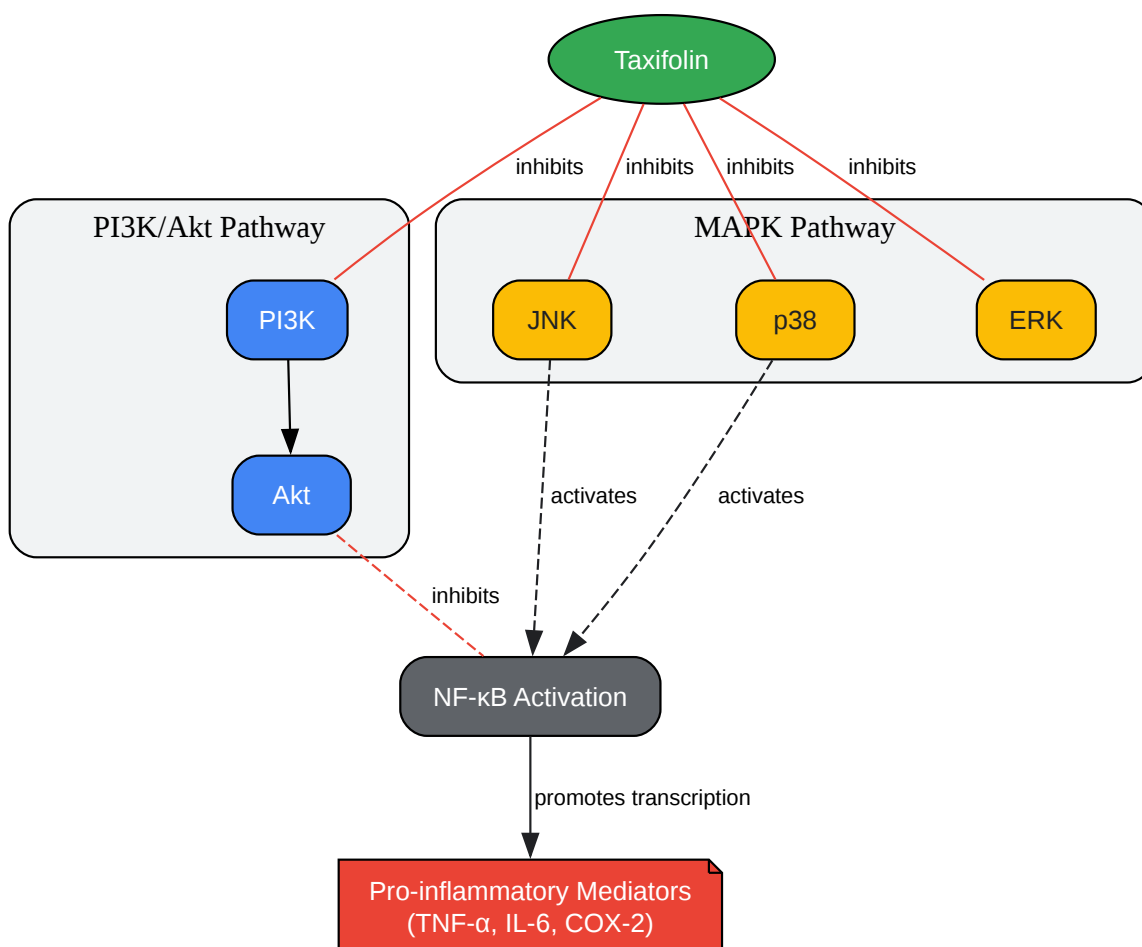 Taxifolin
inhibits
inhibits
inhibits
inhibits
PI3K/Akt Pathway
MAPK Pathway
PI3K
JNK
p38
ERK
Akt
activates
activates
inhibits
NF-κB Activation
promotes transcription
Pro-inflammatory Mediators
(TNF-α, IL-6, COX-2)